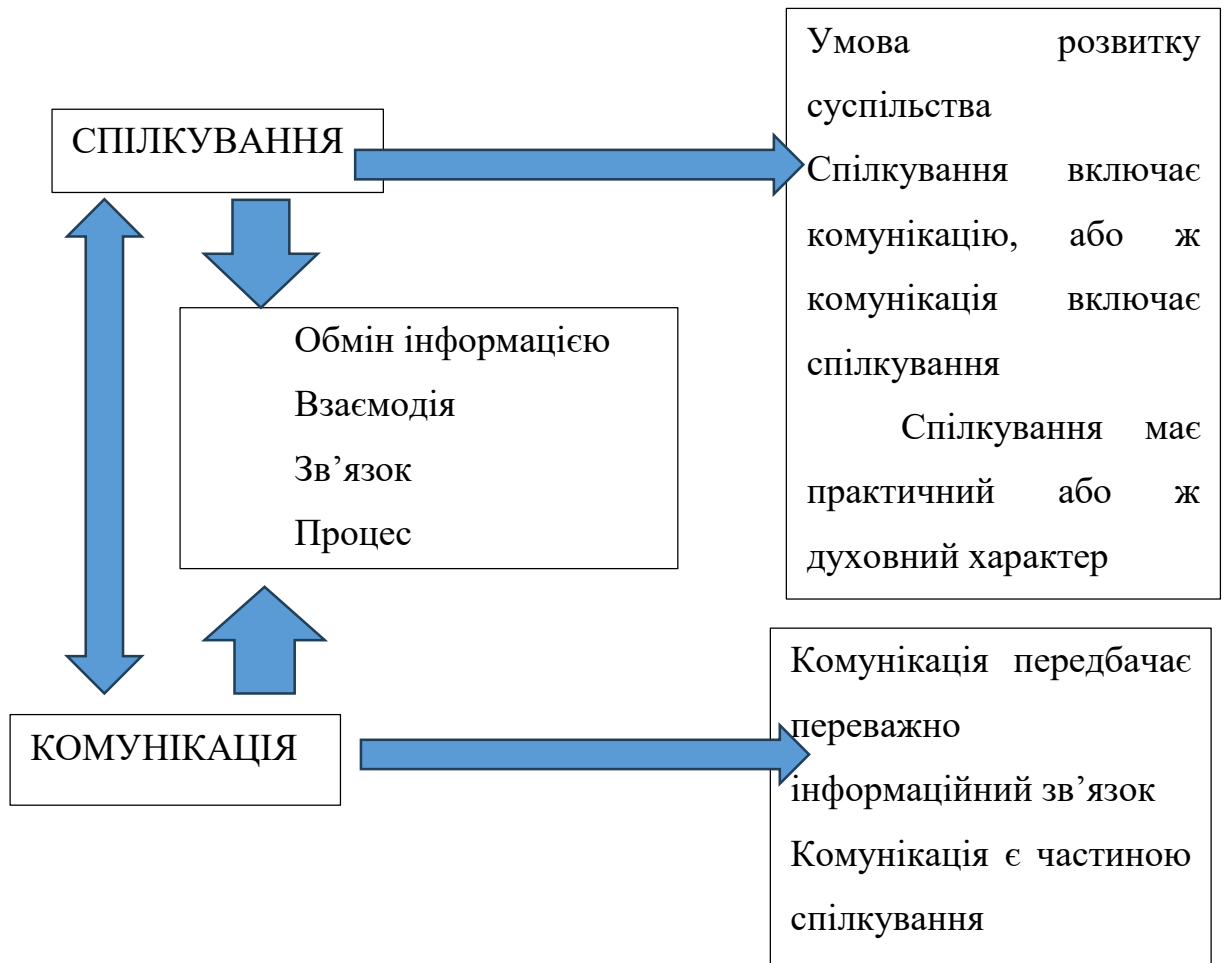 СПІЛКУВАННЯ
Умова розвитку
суспільства
Спілкування включає
комунікацію, або ж
комунікація включає
спілкування
Спілкування має
практичний або ж
духовний характер
Обмін інформацією
Взаємодія
Зв’язок
Процес
КОМУНІКАЦІЯ
Комунікація передбачає
переважно
інформаційний зв’язок
Комунікація є частиною
спілкування